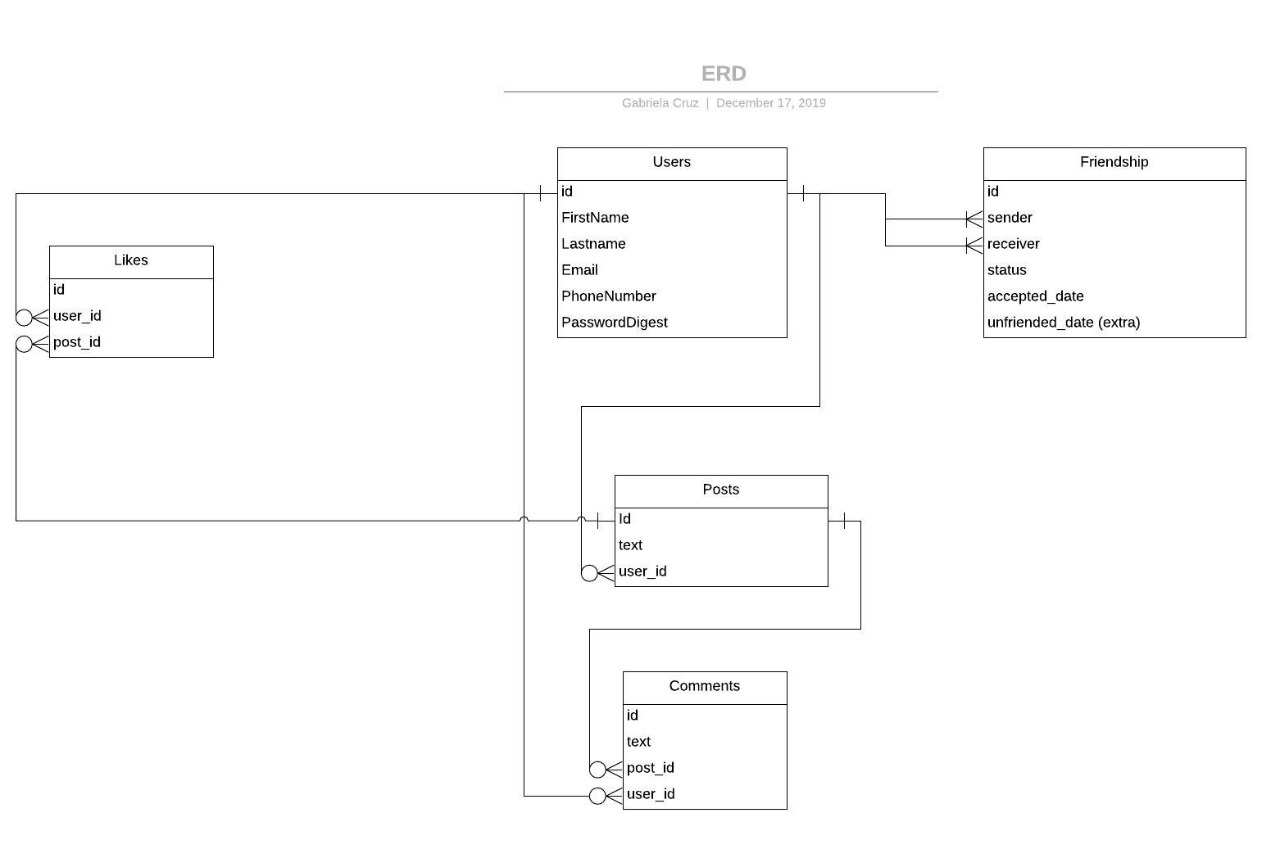 ERD
Gabriela Cruz | December 17, 2019
Users
id
FirstName
Lastname
Email
PhoneNumber
PasswordDigest
Friendship
id
sender
receiver
status
accepted_date
unfriended_date (extra)
Likes
id
user_id
post_id
Posts
Id
text
user_id
Comments
id
text
post_id
user_id